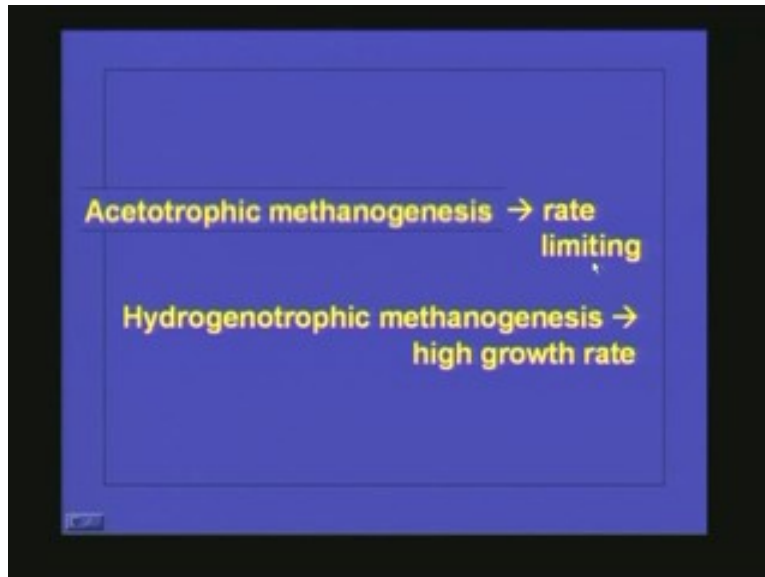 Acetotrophic methanogenesis → rate
limiting
Hydrogenotrophic methanogenesis →
high growth rate